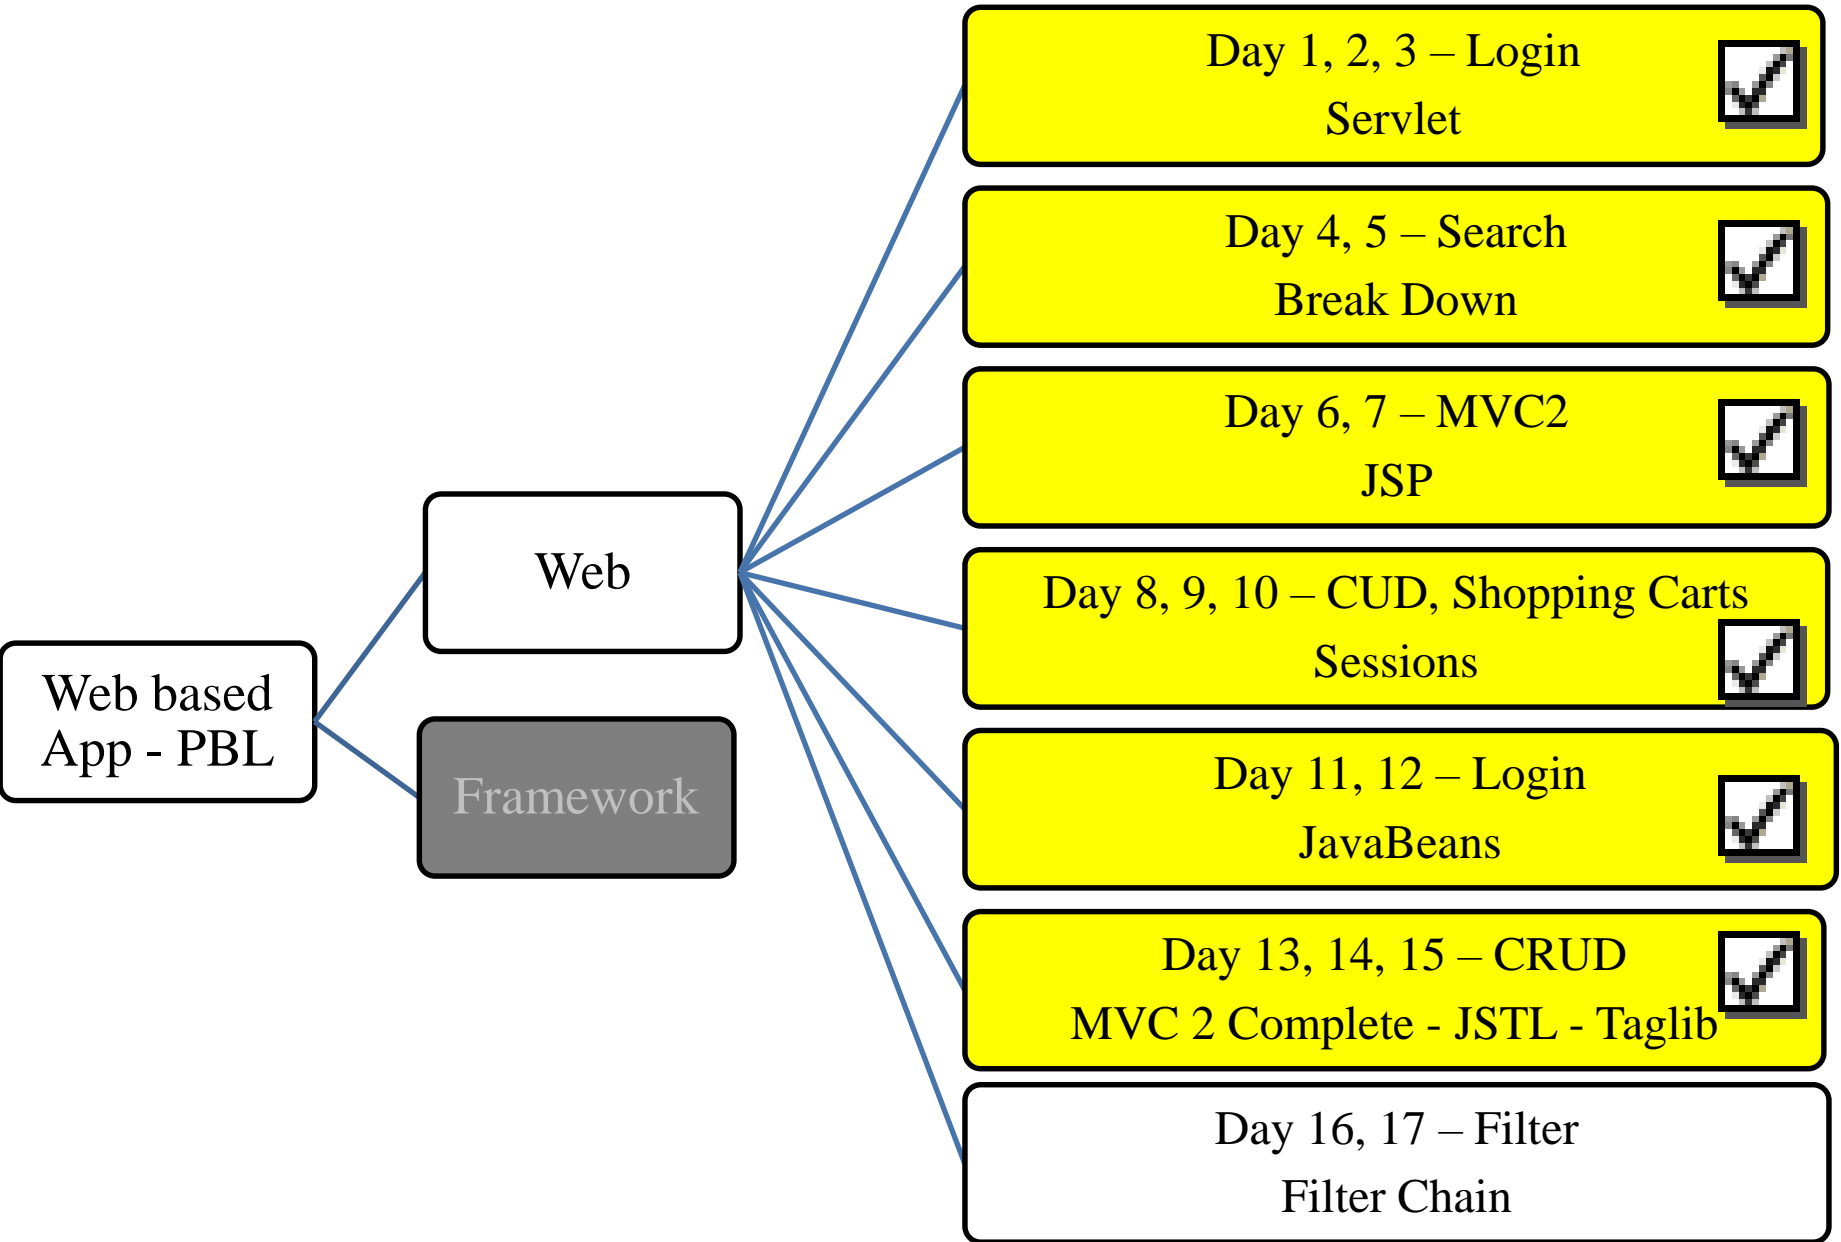 Web based
App - PBL
Web
Framework
Day 1, 2, 3 – Login
Servlet
Day 4, 5 – Search
Break Down
Day 6, 7 – MVC2
JSP
Day 8, 9, 10 – CUD, Shopping Carts
Sessions
Day 11, 12 – Login
JavaBeans
Day 13, 14, 15 – CRUD
MVC 2 Complete - JSTL - Taglib
Day 16, 17 – Filter
Filter Chain